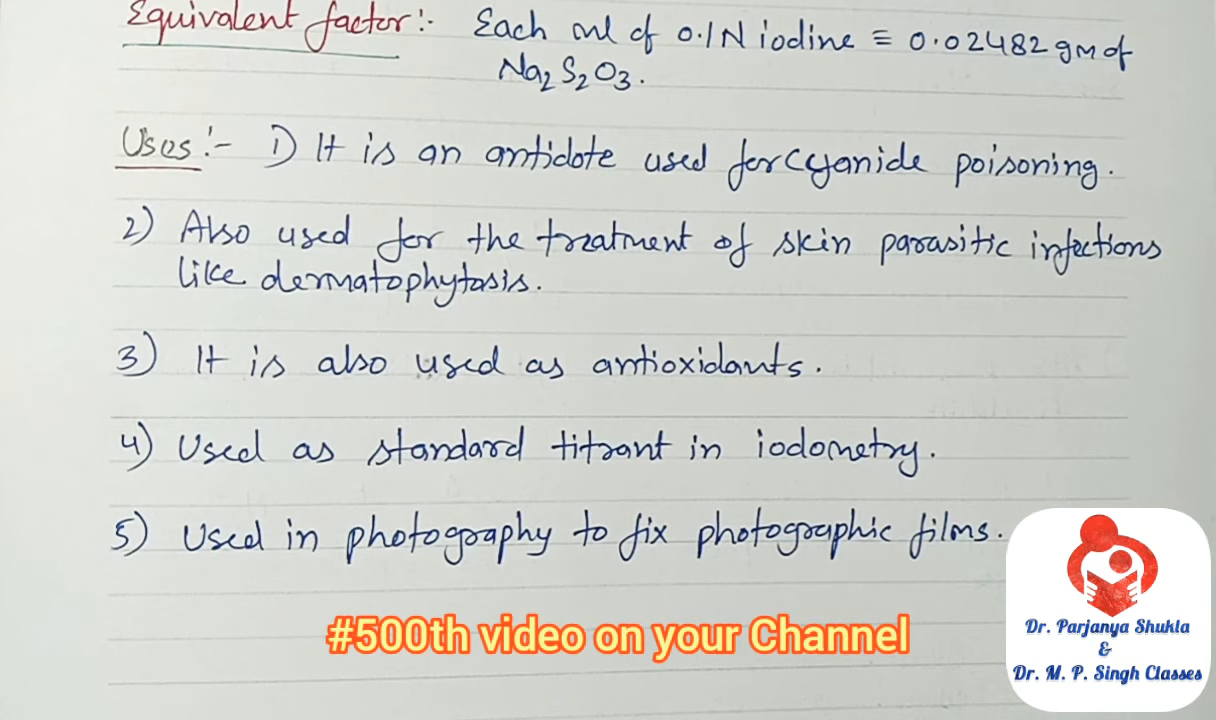 Equivalent factor:- Each ml of 0.1N iodine ≡ 0.02482 gm of
Na2S2O3.
Uses:- 1) It is an antidote used for cyanide poisoning.
2) Also used for the treatment of skin parasitic infections
like dermatophytosis.
3) It is also used as antioxidants.
4) Used as standard titrant in iodometry.
5) Used in photography to fix photographic films.
#500th video on your Channel
Dr. Parjanya Shukla
&
Dr. M. P. Singh Classes